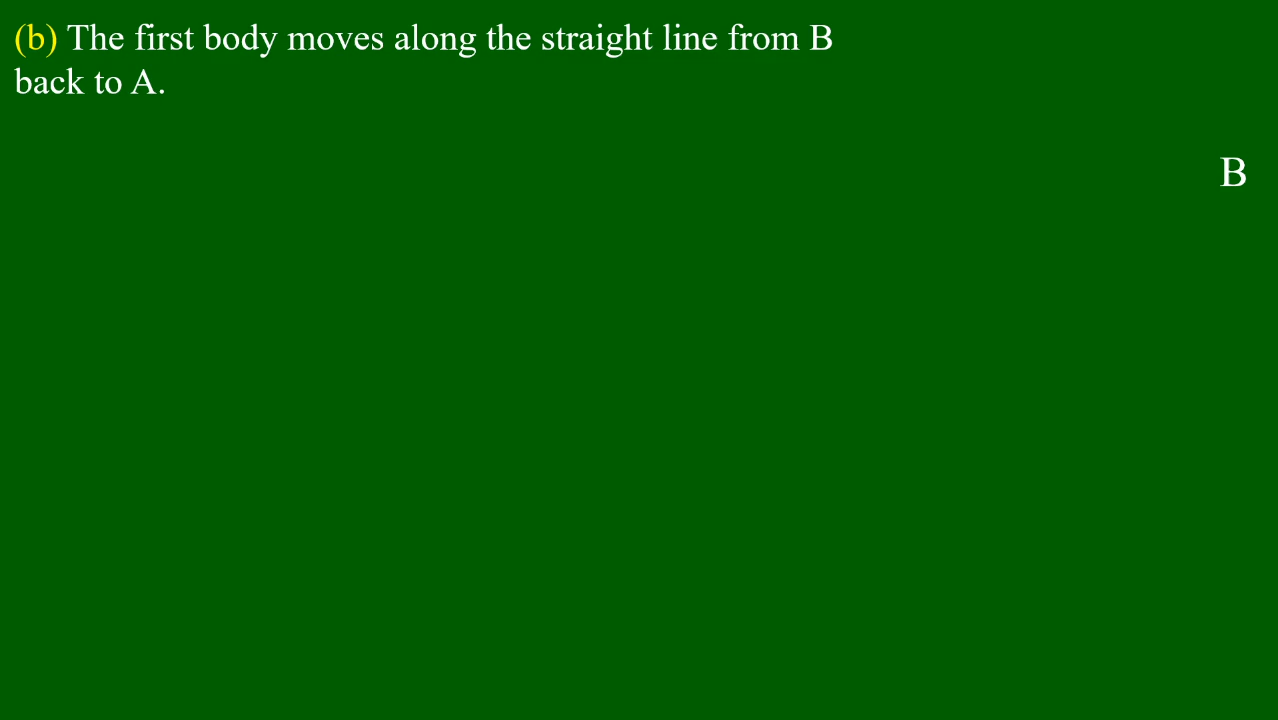 (b) The first body moves along the straight line from B
back to A.
B